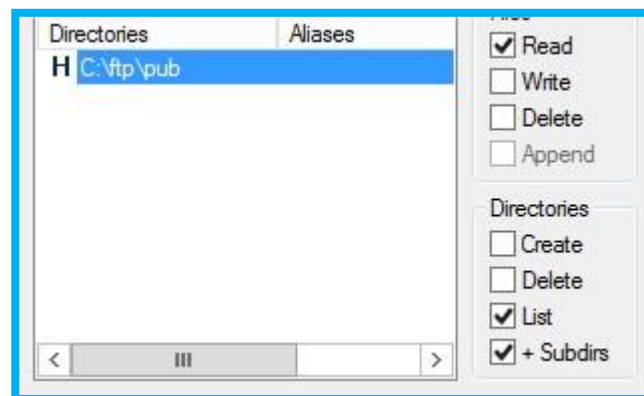 Directories Aliases
H C:\ftp\pub
Read
Write
Delete
Append
Directories
Create
Delete
List
+ Subdirs